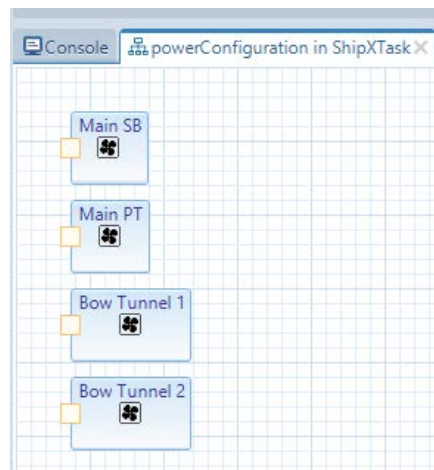 Console powerConfiguration in ShipXTask
Main SB
Main PT
Bow Tunnel 1
Bow Tunnel 2